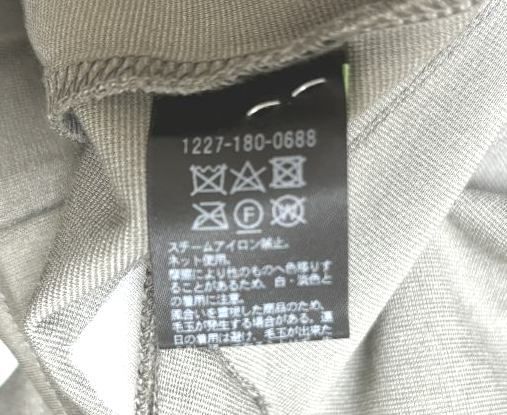 1227-180-0688
F
W
スチームアイロン禁止。
ネット使用。
摩擦により他のものへ色移りす
ることがあるため、白・淡色と
の着用に注意。
風合いを重視した商品のため、
毛玉が発生する場合がある。連
日の着用は避け、毛玉が出来た